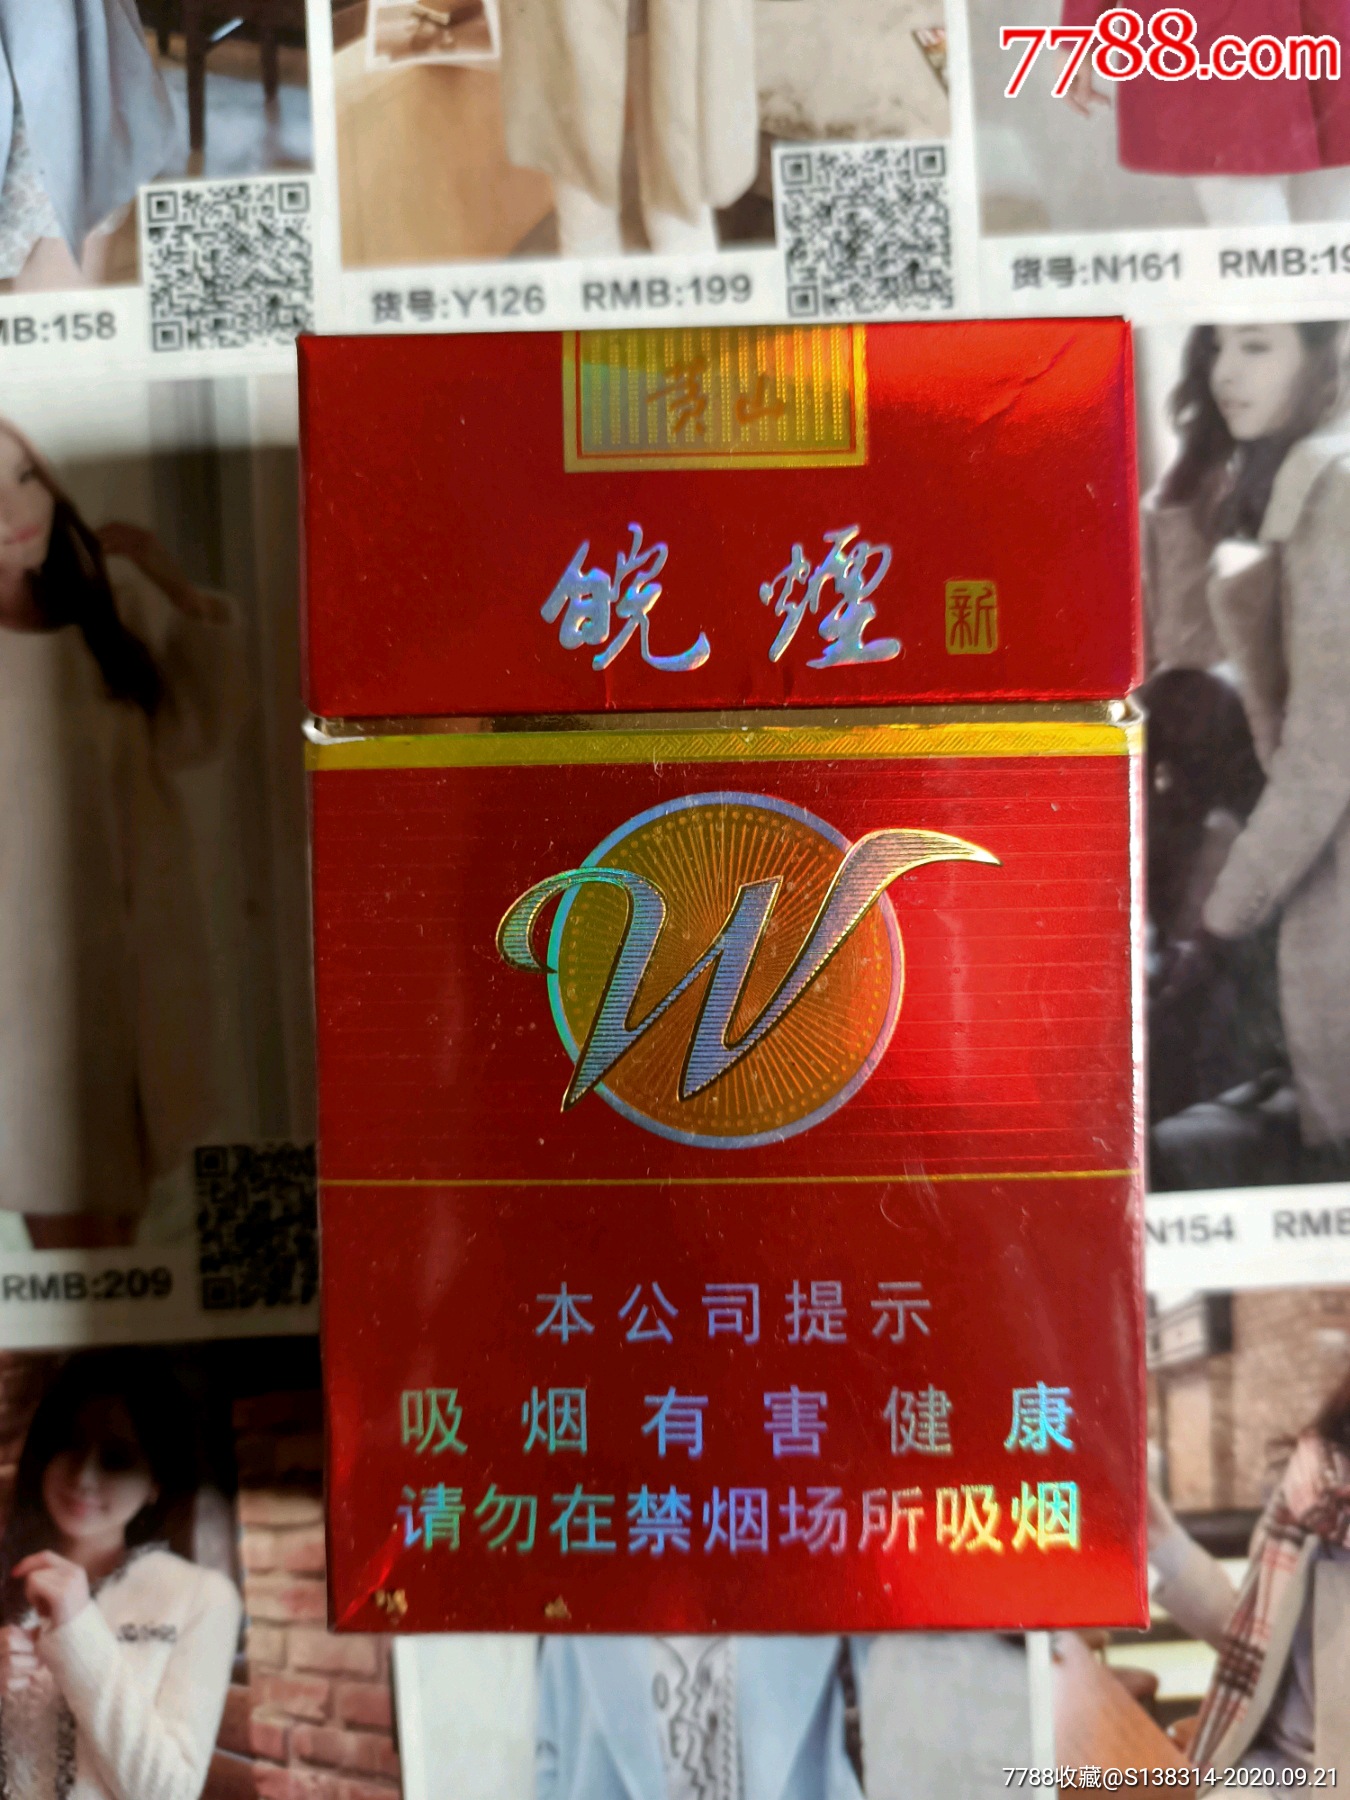 7788.com
MB:158
货号:Y126 RMB:199
货号:N161 RMB:19
黄山
皖煙
新
W
N154 RMB
RMB:209
本公司提示
吸烟有害健康
请勿在禁烟场所吸烟
7788收藏@S138314-2020.09.21